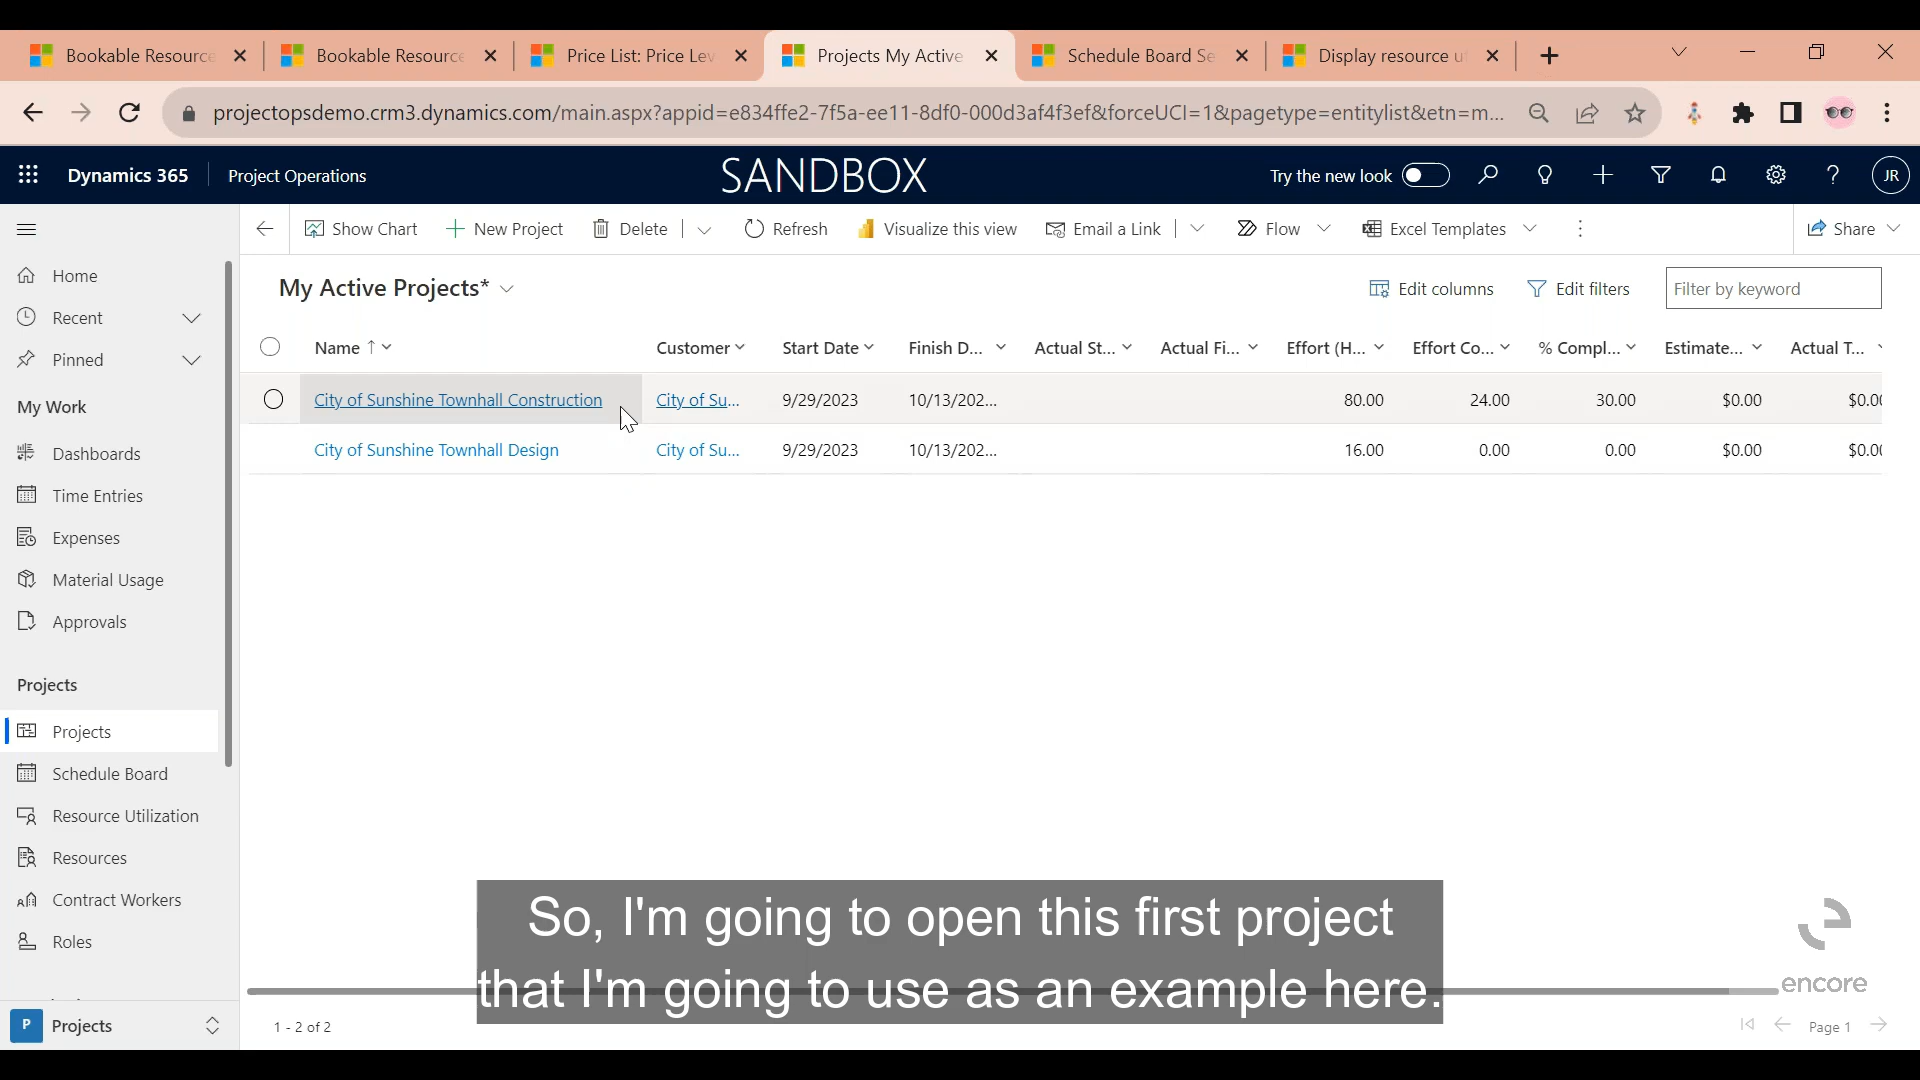 Bookable Resource
Bookable Resource
Price List: Price Lev
Projects My Active
Schedule Board Se
Display resource u
projectopsdemo.crm3.dynamics.com/main.aspx?appid=e834ffe2-7f5a-ee11-8df0-000d3af4f3ef&forceUCI=1&pagetype=entitylist&etn=m...
Dynamics 365
Project Operations
SANDBOX
Try the new look
JR
Show Chart
New Project
Delete
Refresh
Visualize this view
Email a Link
Flow
Excel Templates
Share
Home
Recent
Pinned
My Work
Dashboards
Time Entries
Expenses
Material Usage
Approvals
Projects
Projects
Schedule Board
Resource Utilization
Resources
Contract Workers
Roles
P Projects
My Active Projects*
Edit columns
Edit filters
Filter by keyword
Name ↑ Customer Start Date Finish D... Actual St... Actual Fi... Effort (H... Effort Co... % Compl... Estimate... Actual T...
City of Sunshine Townhall Construction City of Su... 9/29/2023 10/13/202... 80.00 24.00 30.00 $0.00 $0.0
City of Sunshine Townhall Design City of Su... 9/29/2023 10/13/202... 16.00 0.00 0.00 $0.00 $0.0
So, I'm going to open this first project
that I'm going to use as an example here.
encore
1 - 2 of 2
Page 1